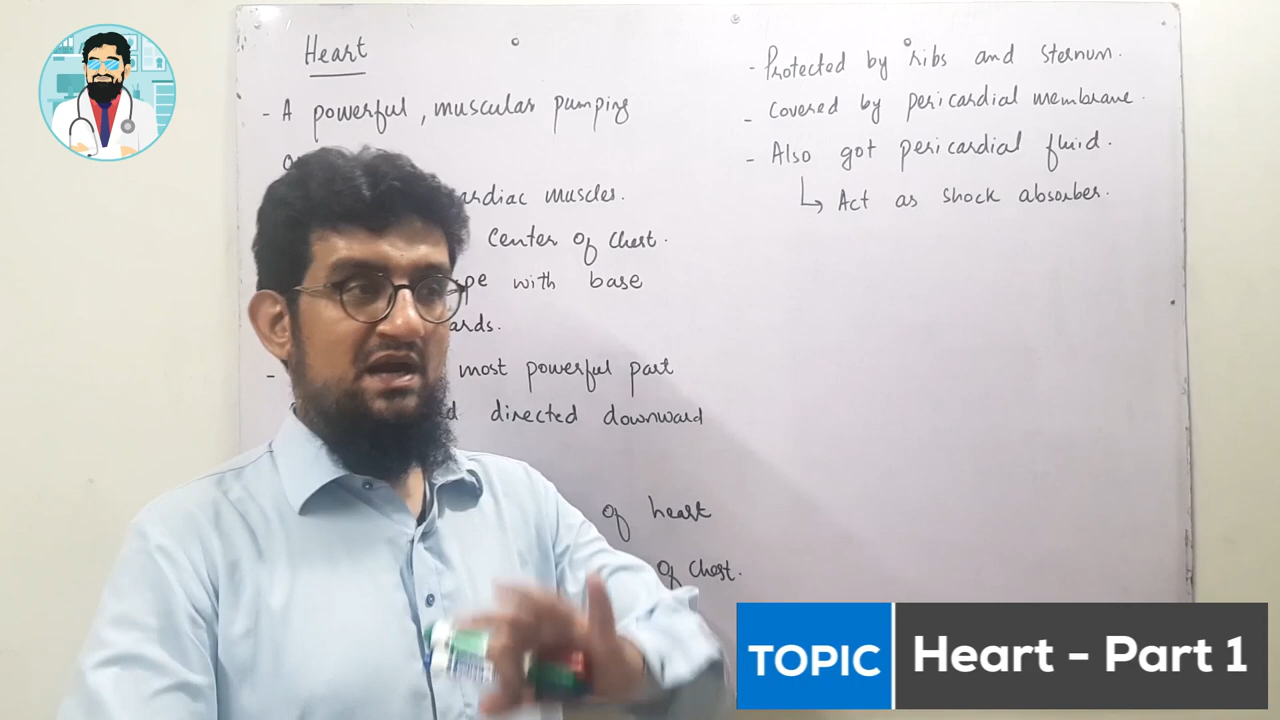 Heart
- A powerful, muscular pumping
cardiac muscles.
center of chest.
with base
-
most powerful part
directed downward
of heart
of chest.
- Protected by ribs and sternum.
- covered by pericardial membrane.
- Also got pericardial fluid.
↳ Act as shock absorber.
TOPIC
Heart - Part 1